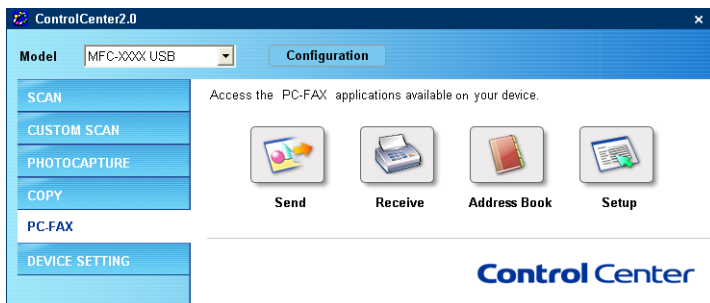 ControlCenter2.0
Model MFC-XXXX USB Configuration
SCAN
CUSTOM SCAN
PHOTOCAPTURE
COPY
PC-FAX
DEVICE SETTING
Access the PC-FAX applications available on your device.
Send Receive Address Book Setup
Control Center